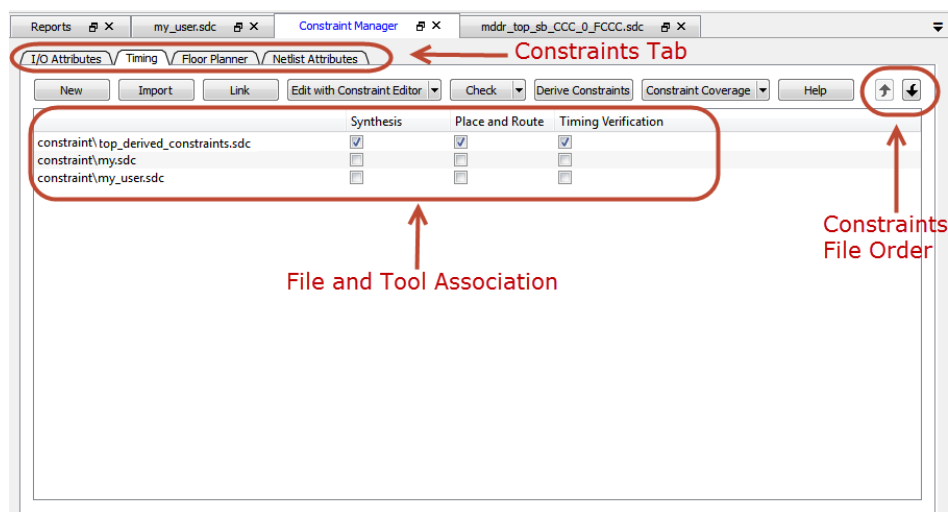 Reports my_user.sdc Constraint Manager mddr_top_sb_CCC_0_FCCC.sdc
Constraints Tab
I/O Attributes Timing Floor Planner Netlist Attributes
New Import Link Edit with Constraint Editor Check Derive Constraints Constraint Coverage Help
Synthesis Place and Route Timing Verification
constraint\top_derived_constraints.sdc
constraint\my.sdc
constraint\my_user.sdc
Constraints
File Order
File and Tool Association